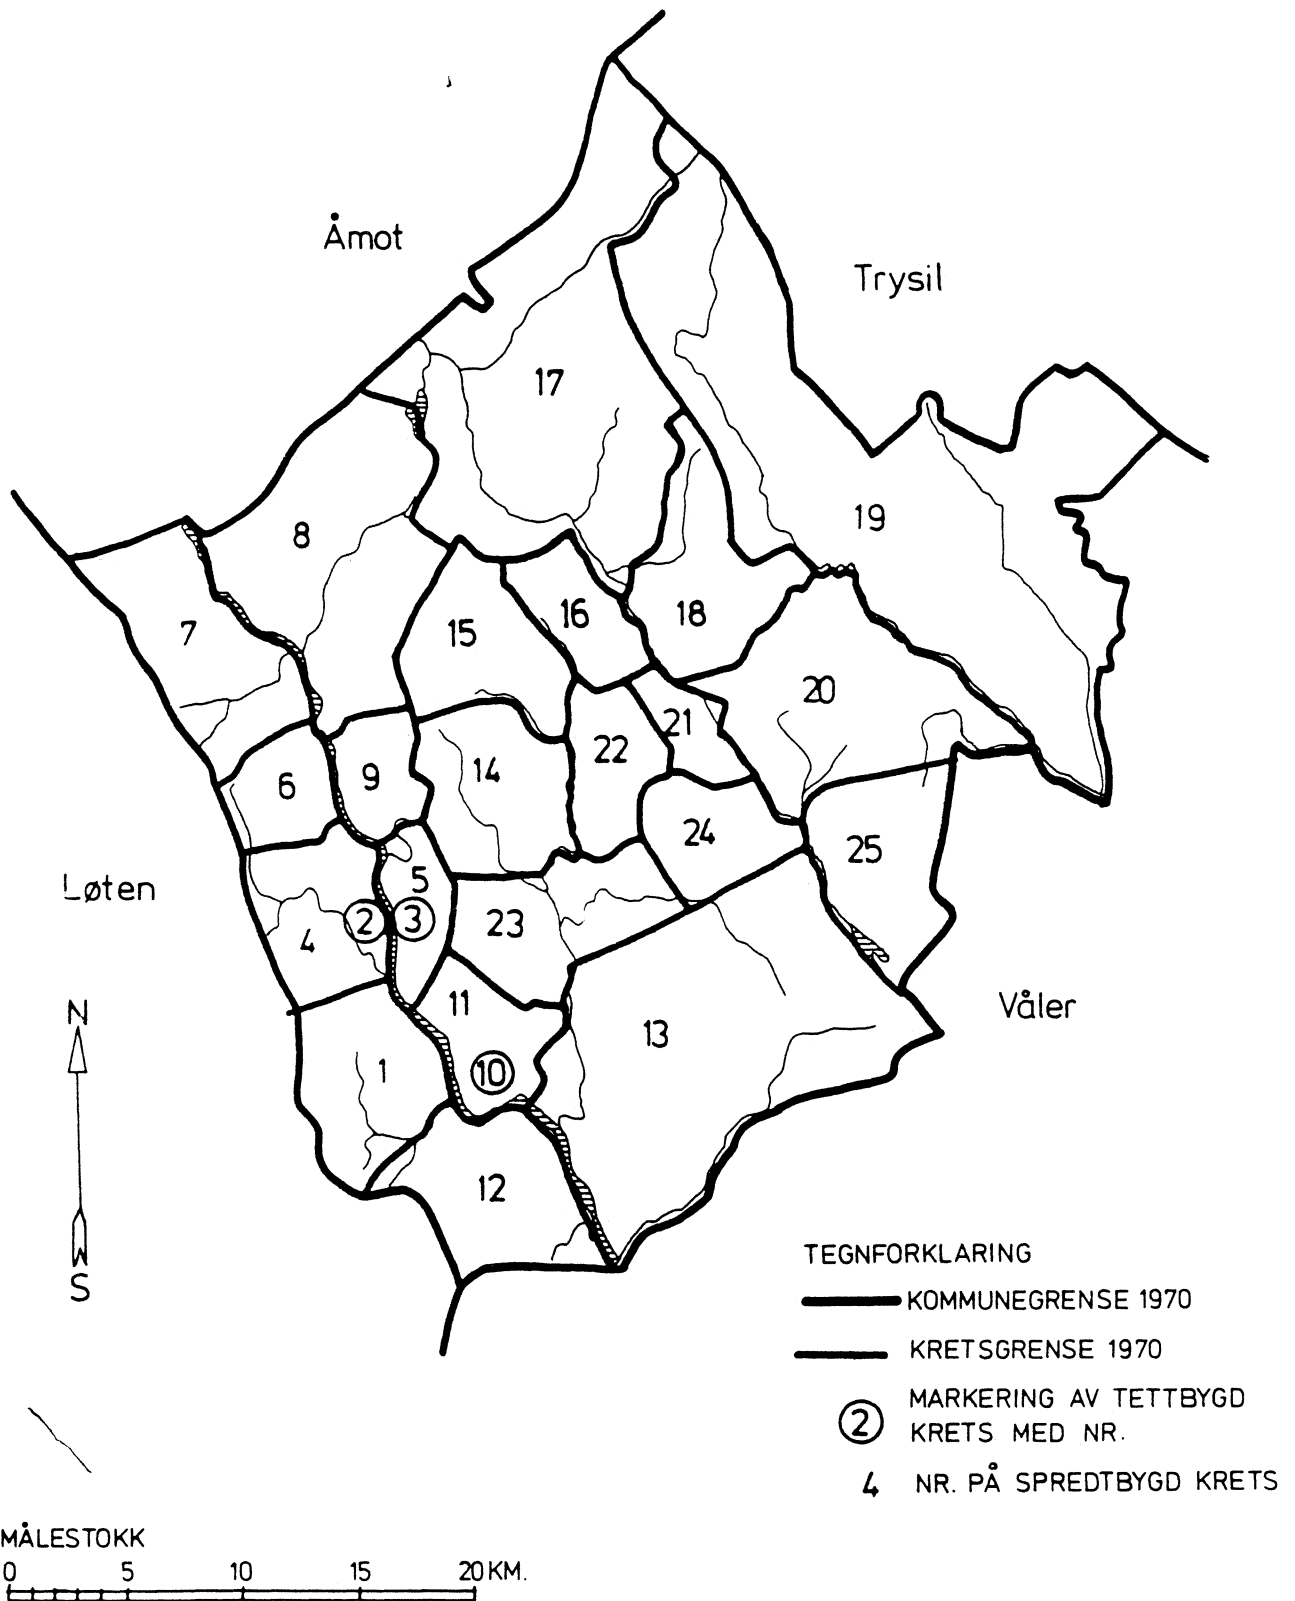 Åmot
Trysil
17
19
8
7
15
16
18
20
21
22
9
14
6
24
25
5
Løten
2
3
23
4
11
N
Våler
13
1
10
12
S
TEGNFORKLARING
KOMMUNEGRENSE 1970
KRETSGRENSE 1970
2 MARKERING AV TETTBYGD
KRETS MED NR.
4 NR. PÅ SPREDTBYGD KRETS
MÅLESTOKK
0 5 10 15 20 KM.